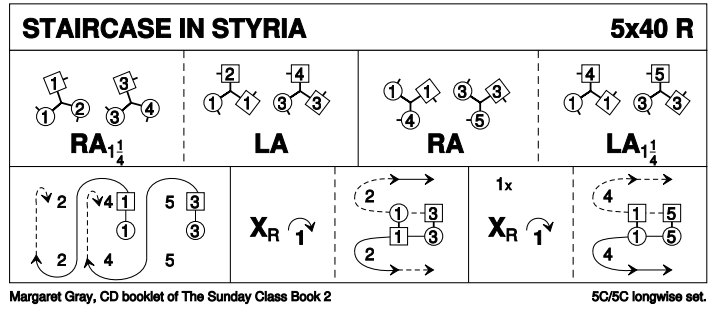 STAIRCASE IN STYRIA 5x40 R
1 3 2 4 4 5
1 2 3 4 1 1 3 3 1 1 3 3 1 1 3 3
4 5
RA1¼ LA RA LA1¼
1x
2 4 1 5 3 2 1 3 4 1 5
1 3 XR 1 XR 1
2 4 5 1 3 1 5
2 4
Margaret Gray, CD booklet of The Sunday Class Book 2 5C/5C longwise set.